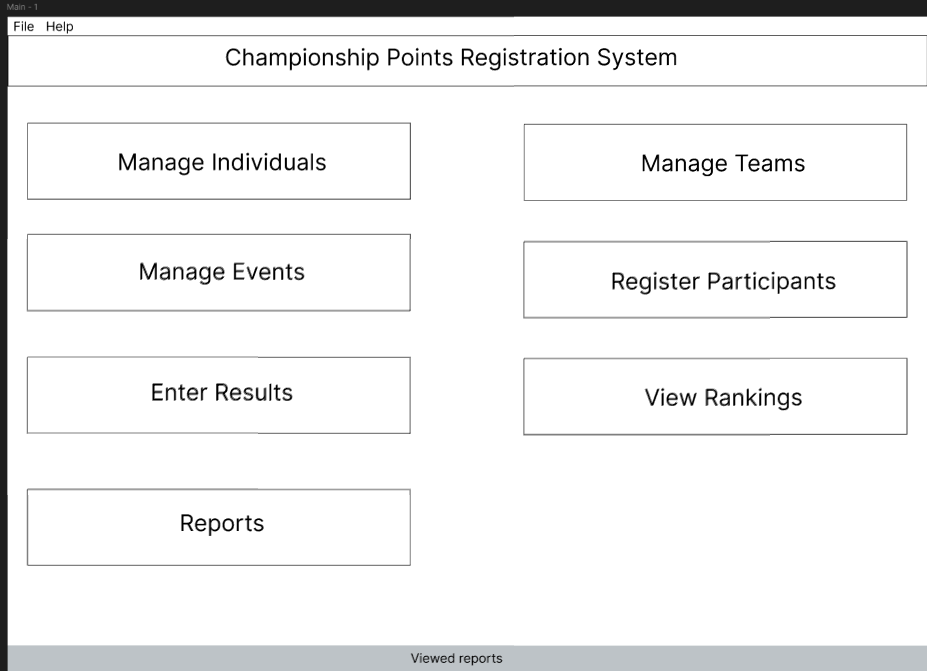 Main - 1
File Help
Championship Points Registration System
Manage Individuals
Manage Teams
Manage Events
Register Participants
Enter Results
View Rankings
Reports
Viewed reports